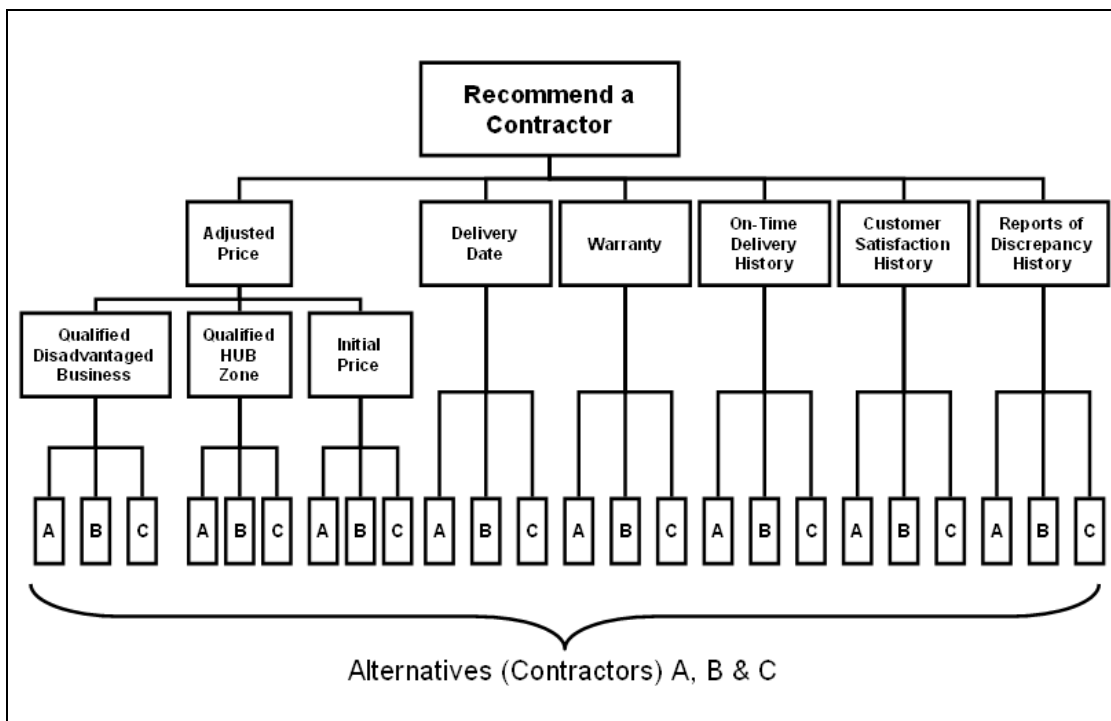 Recommend a
Contractor
Adjusted
Price
Delivery
Date
Warranty
On-Time
Delivery
History
Customer
Satisfaction
History
Reports of
Discrepancy
History
Qualified
Disadvantaged
Business
Qualified
HUB
Zone
Initial
Price
A B C A B C A B C A B C A B C A B C A B C A B C
Alternatives (Contractors) A, B & C